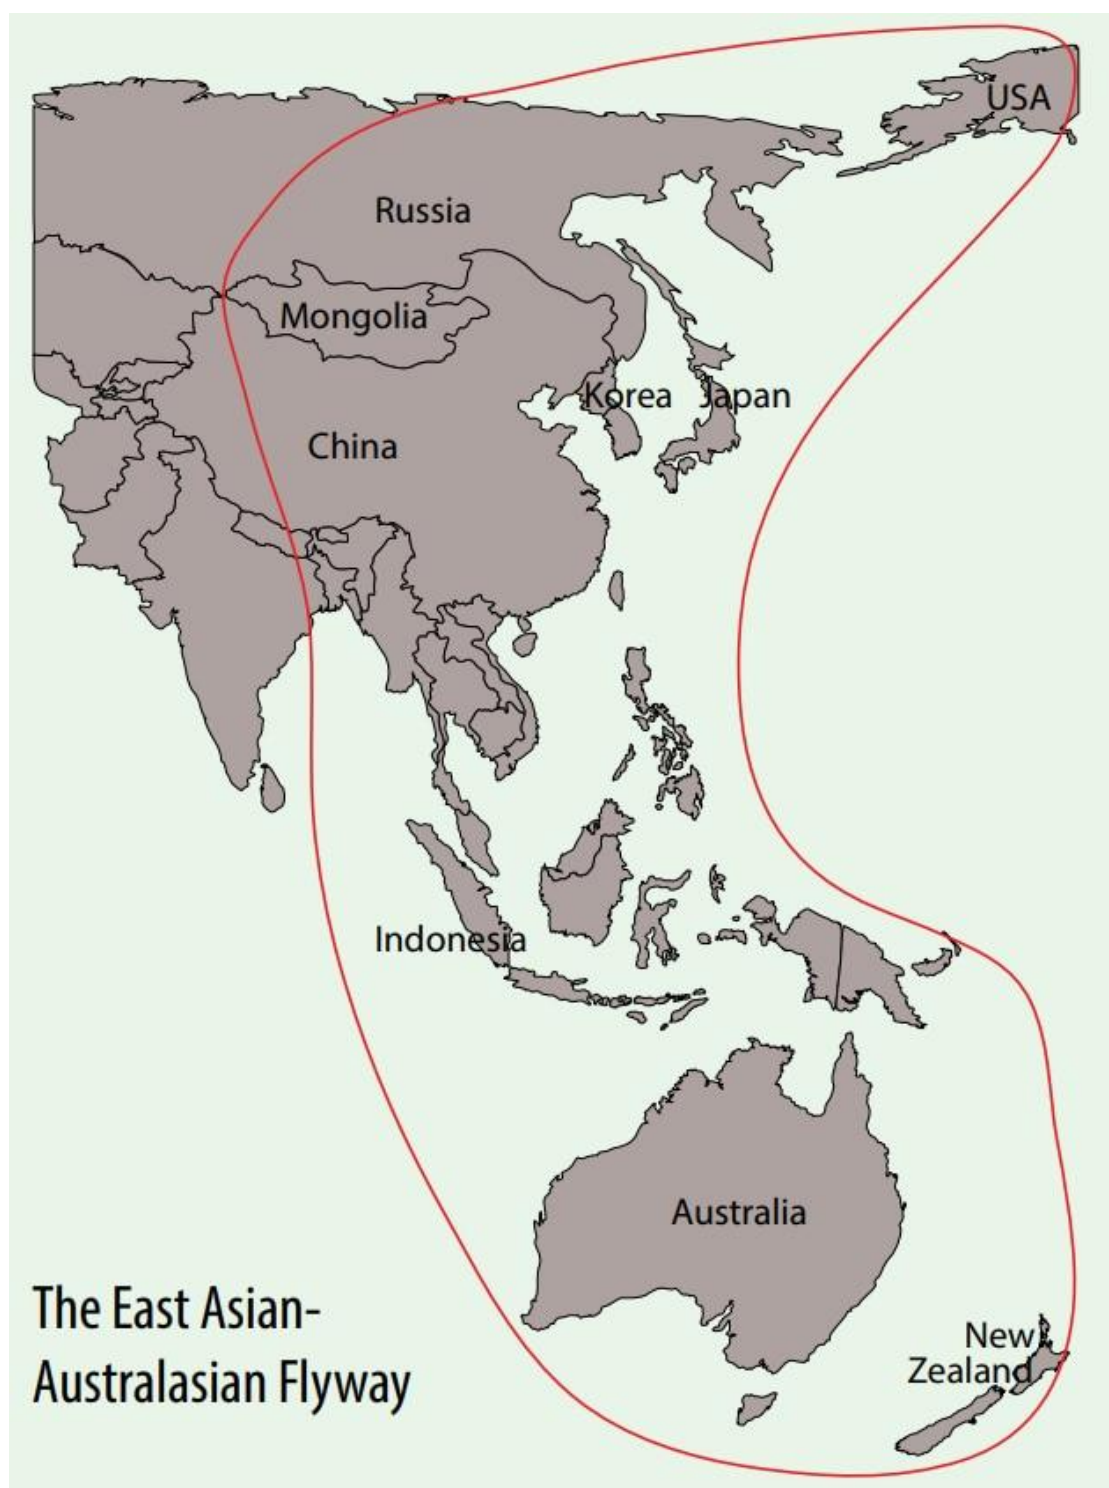 USA
Russia
Mongolia
Korea
Japan
China
Indonesia
Australia
The East Asian-
Australasian Flyway
New
Zealand